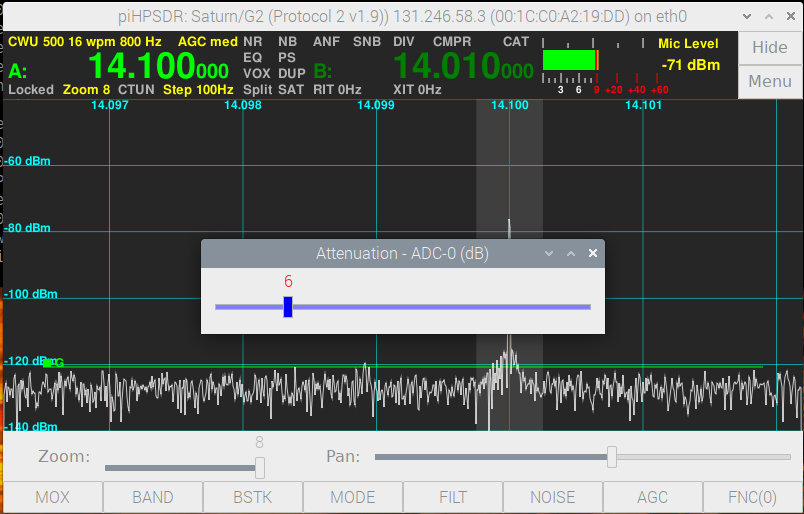 piHPSDR: Saturn/G2 (Protocol 2 v1.9)) 131.246.58.3 (00:1C:C0:A2:19:DD) on eth0
CWU 500 16 wpm 800 Hz AGC med NR NB ANF SNB DIV CMPR CAT Mic Level Hide
A: 14.100000 EQ PS VOX DUP B: 14.010000 -71 dBm
Locked Zoom 8 CTUN Step 100Hz Split SAT RIT 0Hz XIT 0Hz 3 6 9 +20 +40 +60 Menu
14.097 14.098 14.099 14.100 14.101
-60 dBm
-80 dBm
Attenuation - ADC-0 (dB)
6
-100 dBm
-120 dBm
-140 dBm
8
Zoom: Pan:
MOX BAND BSTK MODE FILT NOISE AGC FNC(0)